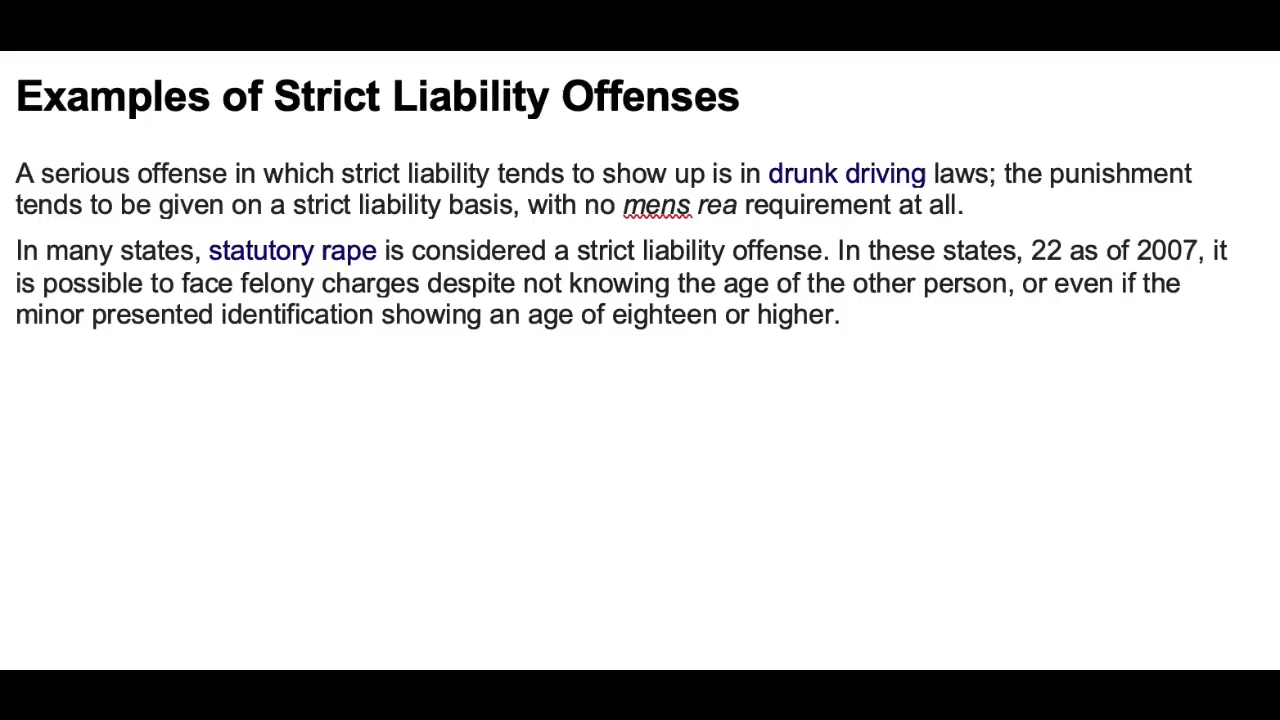 Examples of Strict Liability Offenses
A serious offense in which strict liability tends to show up is in drunk driving laws; the punishment
tends to be given on a strict liability basis, with no mens rea requirement at all.
In many states, statutory rape is considered a strict liability offense. In these states, 22 as of 2007, it
is possible to face felony charges despite not knowing the age of the other person, or even if the
minor presented identification showing an age of eighteen or higher.